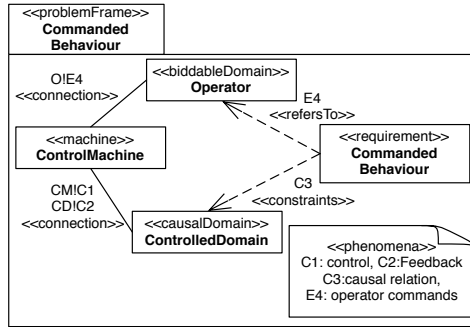 <<problemFrame>>
Commanded
Behaviour
O!E4
<<connection>>
<<biddableDomain>>
Operator
E4
<<refersTo>>
<<machine>>
ControlMachine
<<requirement>>
Commanded
Behaviour
CM!C1
CD!C2
<<connection>>
C3
<<constraints>>
<<causalDomain>>
ControlledDomain
<<phenomena>>
C1: control, C2:Feedback
C3:causal relation,
E4: operator commands